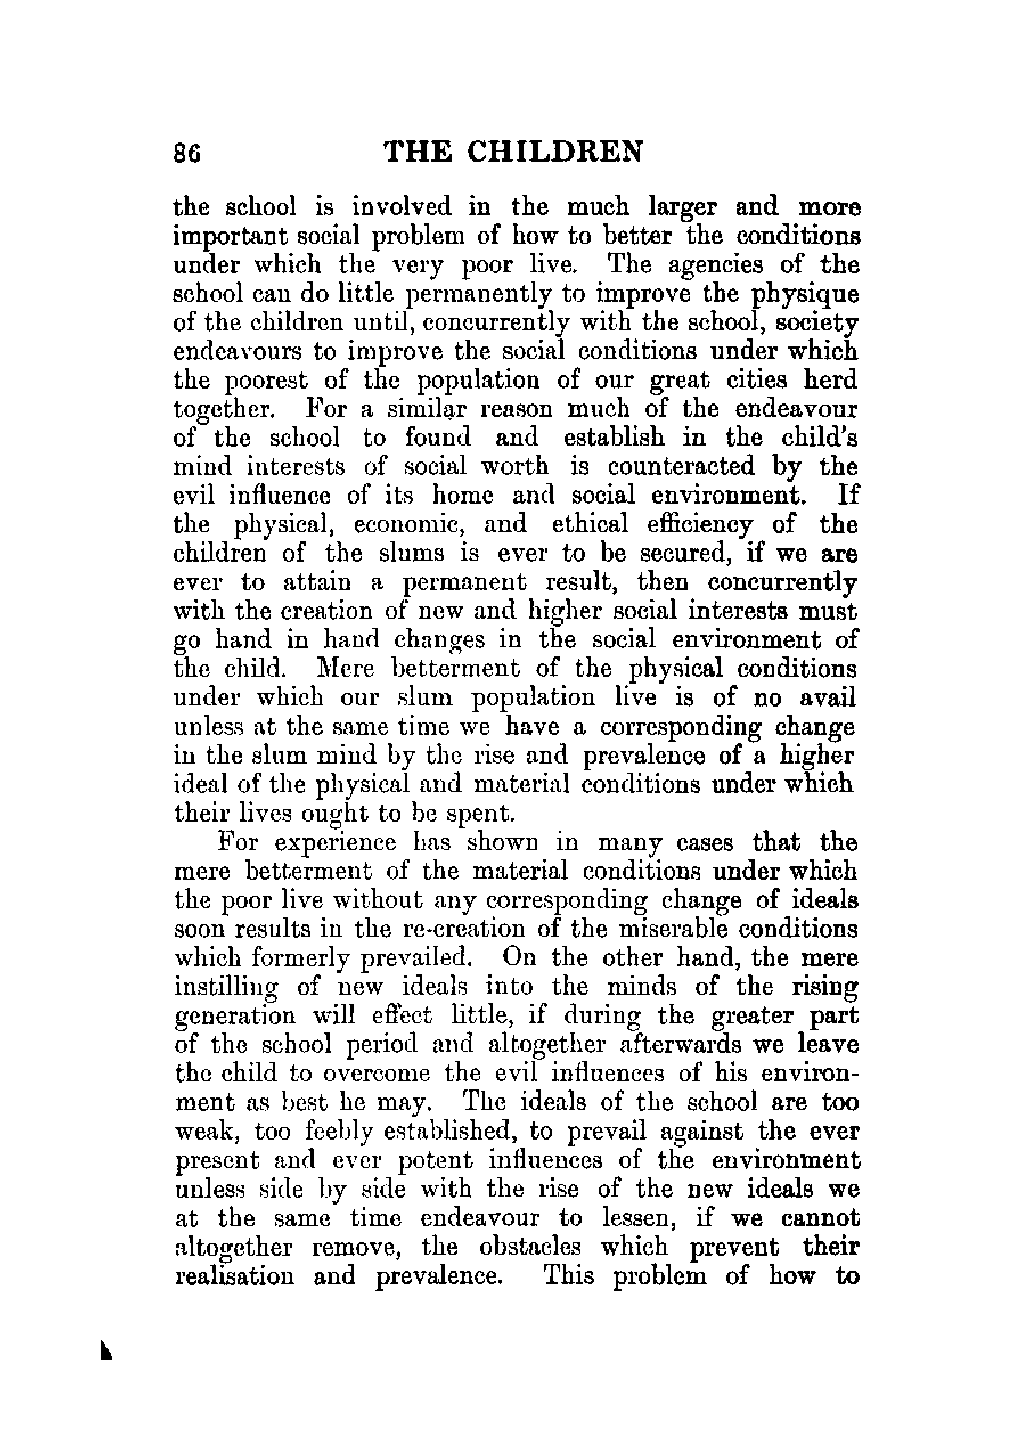 86 THE CHILDREN
the school is involved in the much larger and more
important social problem of how to better the conditions
under which the very poor live. The agencies of the
school can do little permanently to improve the physique
of the children until, concurrently with the school, society
endeavours to improve the social conditions under which
the poorest of the population of our great cities herd
together. For a similar reason much of the endeavour
of the school to found and establish in the child's
mind interests of social worth is counteracted by the
evil influence of its home and social environment. If
the physical, economic, and ethical efficiency of the
children of the slums is ever to be secured, if we are
ever to attain a permanent result, then concurrently
with the creation of new and higher social interests must
go hand in hand changes in the social environment of
the child. Mere betterment of the physical conditions
under which our slum population live is of no avail
unless at the same time we have a corresponding change
in the slum mind by the rise and prevalence of a higher
ideal of the physical and material conditions under which
their lives ought to be spent.
For experience has shown in many cases that the
mere betterment of the material conditions under which
the poor live without any corresponding change of ideals
soon results in the re-creation of the miserable conditions
which formerly prevailed. On the other hand, the mere
instilling of new ideals into the minds of the rising
generation will effect little, if during the greater part
of the school period and altogether afterwards we leave
the child to overcome the evil influences of his environ-
ment as best he may. The ideals of the school are too
weak, too feebly established, to prevail against the ever
present and ever potent influences of the environment
unless side by side with the rise of the new ideals we
at the same time endeavour to lessen, if we cannot
altogether remove, the obstacles which prevent their
realisation and prevalence. This problem of how to